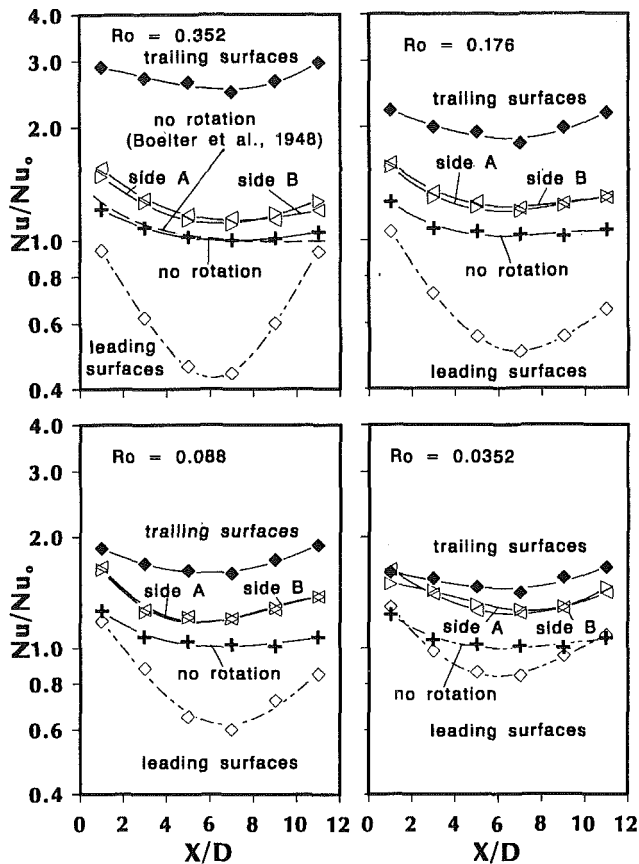 4.0
3.0
2.0
1.0
0.8
0.6
0.4
Nu/Nuo
Ro = 0.352
trailing surfaces
no rotation
(Boelter et al., 1948)
side A
side B
no rotation
leading
surfaces
Ro = 0.176
trailing surfaces
side A
side B
no rotation
leading surfaces
4.0
3.0
2.0
1.0
0.8
0.6
0.4
Nu/Nuo
Ro = 0.088
trailing surfaces
side A
side B
no rotation
leading surfaces
0 2 4 6 8 10 12
X/D
Ro = 0.0352
trailing surfaces
side A
side B
no rotation
leading surfaces
0 2 4 6 8 10 12
X/D